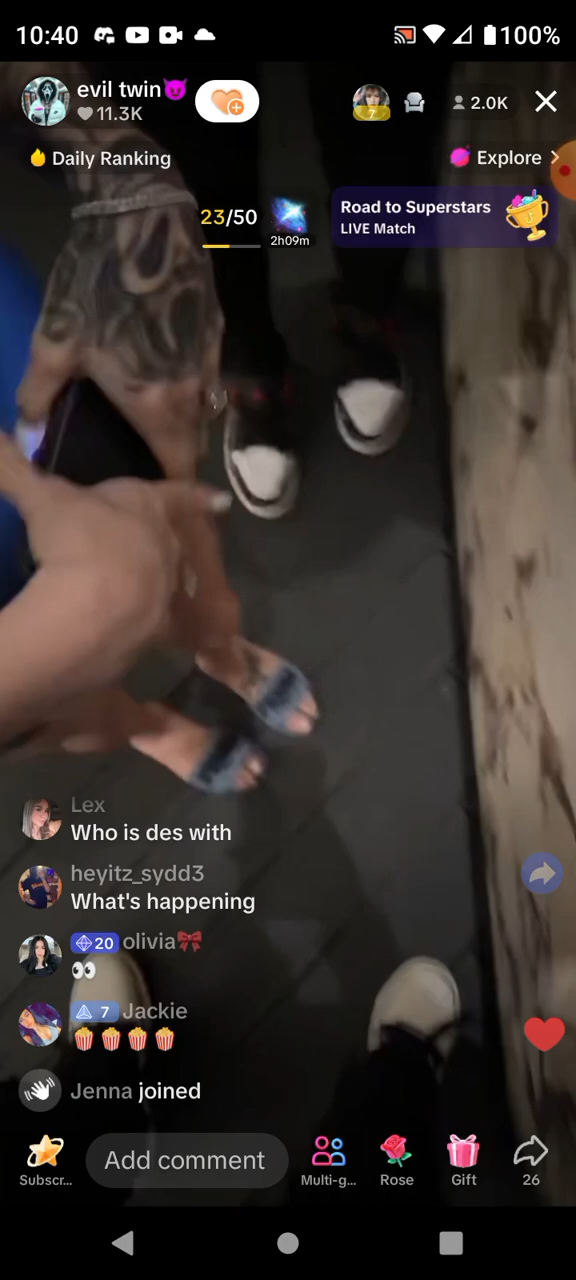 10:40
100%
evil twin😈
11.3K
7
2.0K
Daily Ranking
Explore
23/50
2h09m
Road to Superstars
LIVE Match
Lex
Who is des with
heyitz_sydd3
What's happening
20 olivia🎀
👀
7 Jackie
🍿🍿🍿🍿
Jenna joined
Subscr...
Add comment
Multi-g...
Rose
Gift
26